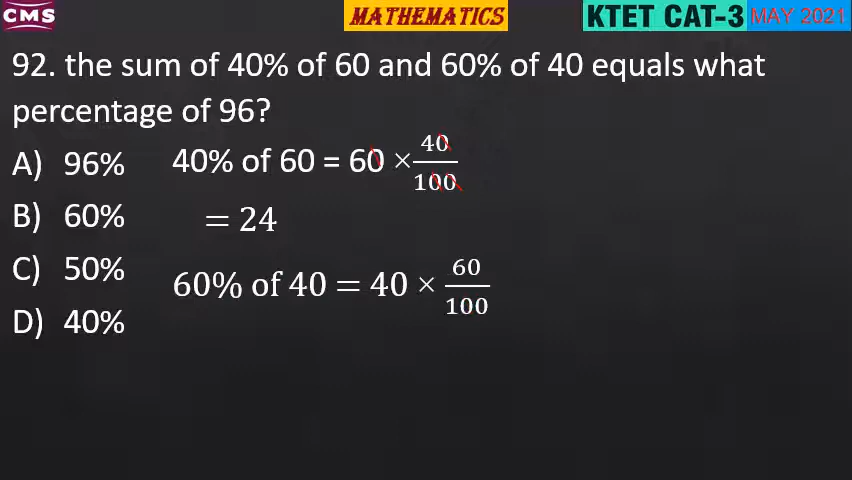 CMS
MATHEMATICS
KTET CAT-3
MAY 2021
92. the sum of 40% of 60 and 60% of 40 equals what
percentage of 96?
A) 96%
40% of 60 = 60 × 40/100
B) 60%
= 24
C) 50%
60% of 40 = 40 × 60/100
D) 40%